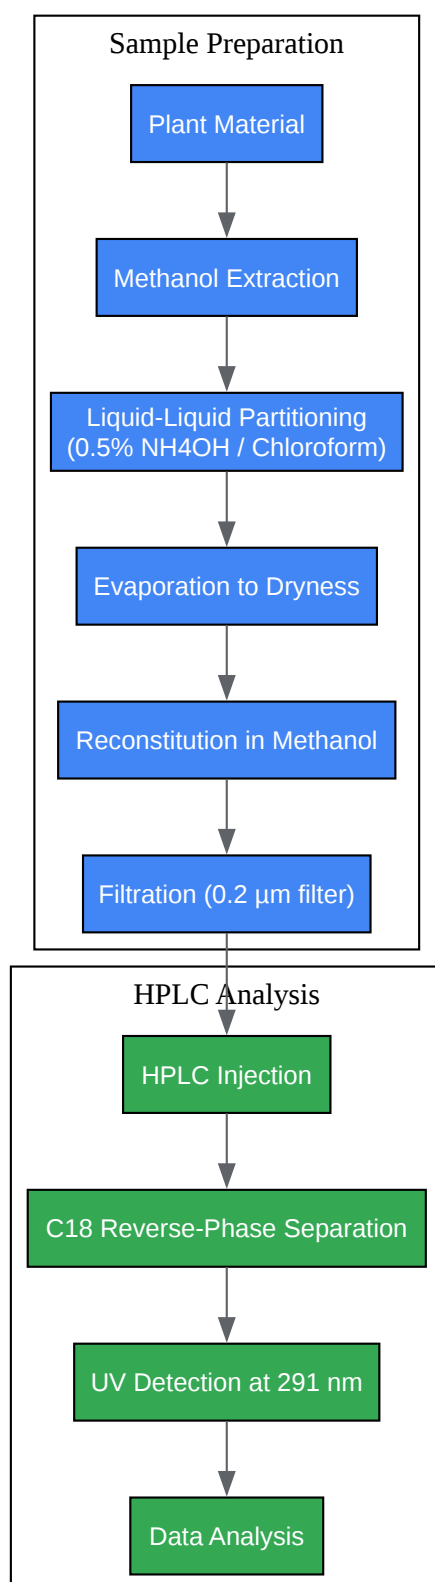 Sample Preparation
Plant Material
Methanol Extraction
Liquid-Liquid Partitioning
(0.5% NH4OH / Chloroform)
Evaporation to Dryness
Reconstitution in Methanol
Filtration (0.2 µm filter)
HPLC Analysis
HPLC Injection
C18 Reverse-Phase Separation
UV Detection at 291 nm
Data Analysis